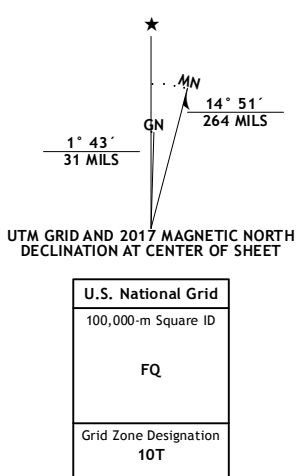 MN
GN
1° 43´
31 MILS
14° 51´
264 MILS
UTM GRID AND 2017 MAGNETIC NORTH
DECLINATION AT CENTER OF SHEET
U.S. National Grid
100,000-m Square ID
FQ
Grid Zone Designation
10T